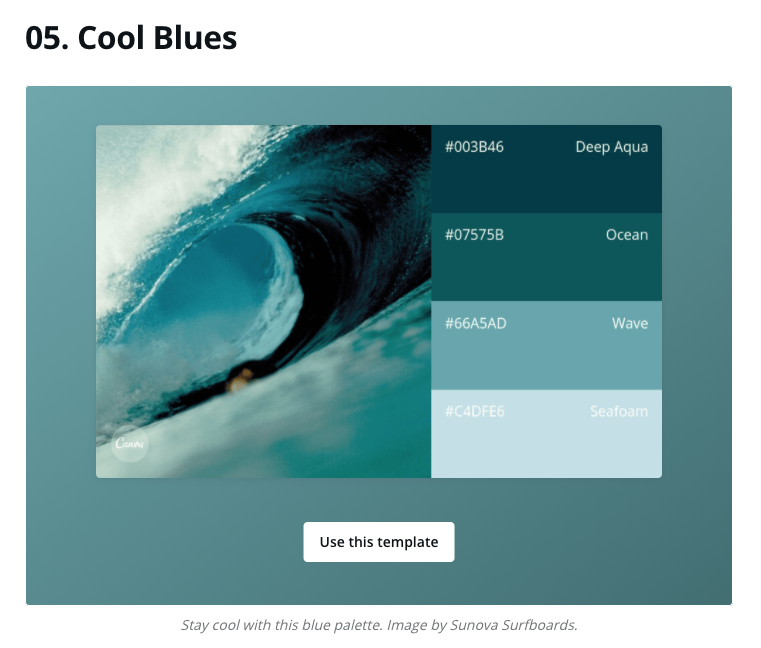 05. Cool Blues
#003B46 Deep Aqua
#07575B Ocean
#66A5AD Wave
#C4DFE6 Seafoam
Canva
Use this template
Stay cool with this blue palette. Image by Sunova Surfboards.